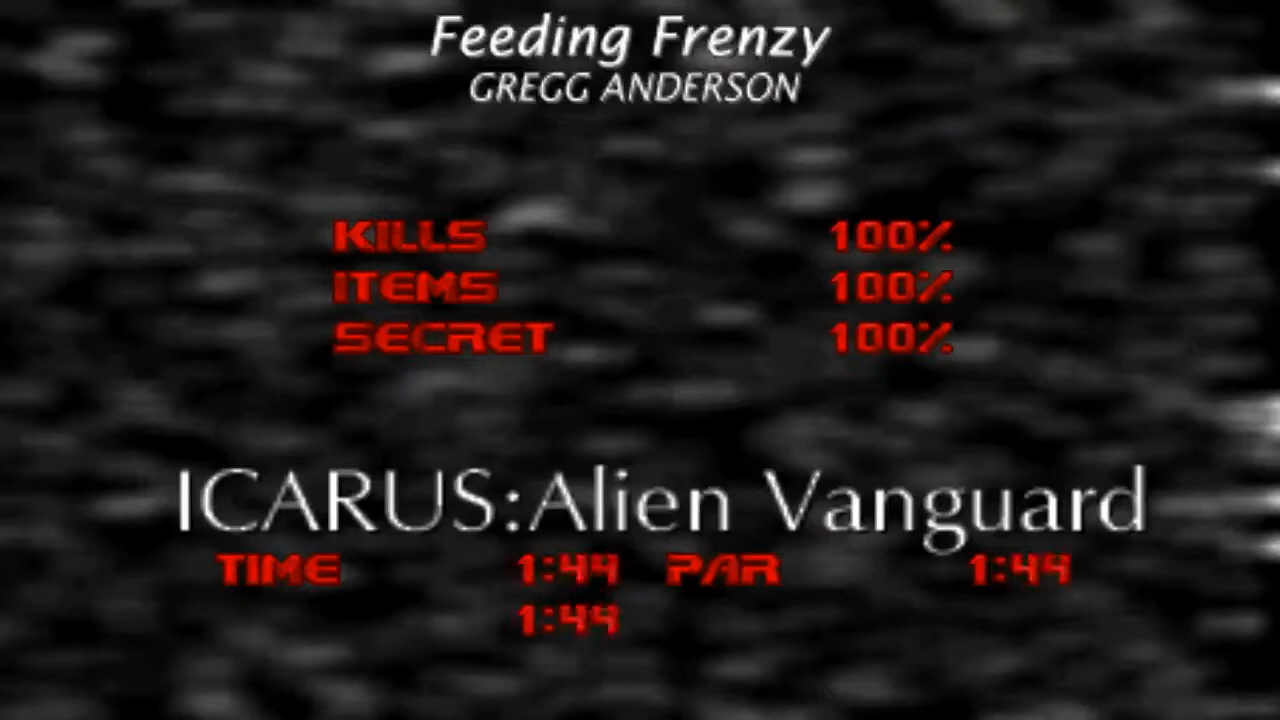 Feeding Frenzy
GREGG ANDERSON
KILLS 100%
ITEMS 100%
SECRET 100%
ICARUS:Alien Vanguard
TIME 1:44 PAR 1:44
1:44